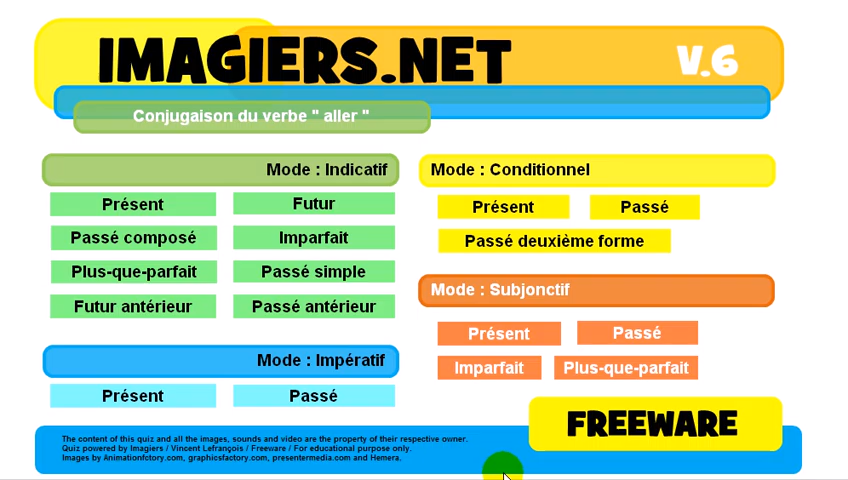 IMAGIERS.NET
V.6
Conjugaison du verbe " aller "
Mode : Indicatif
Présent
Futur
Passé composé
Imparfait
Plus-que-parfait
Passé simple
Futur antérieur
Passé antérieur
Mode : Impératif
Présent
Passé
Mode : Conditionnel
Présent
Passé
Passé deuxième forme
Mode : Subjonctif
Présent
Passé
Imparfait
Plus-que-parfait
FREEWARE
The content of this quiz and all the images, sounds and video are the property of their respective owner.
Quiz powered by Imagiers / Vincent Lefrançois / Freeware / For educational purpose only.
Images by Animationfctory.com, graphicsfactory.com, presentermedia.com and Hemera.